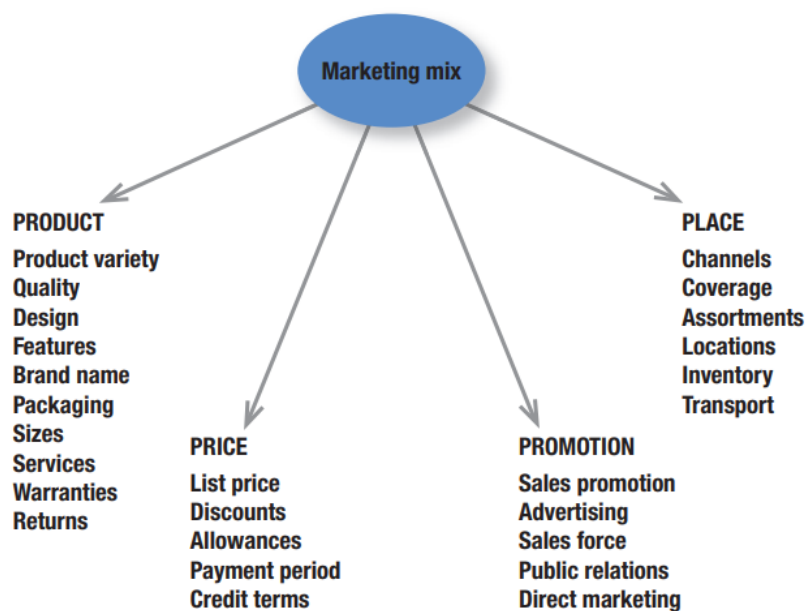 Marketing mix
PRODUCT
Product variety
Quality
Design
Features
Brand name
Packaging
Sizes
Services
Warranties
Returns
PRICE
List price
Discounts
Allowances
Payment period
Credit terms
PROMOTION
Sales promotion
Advertising
Sales force
Public relations
Direct marketing
PLACE
Channels
Coverage
Assortments
Locations
Inventory
Transport